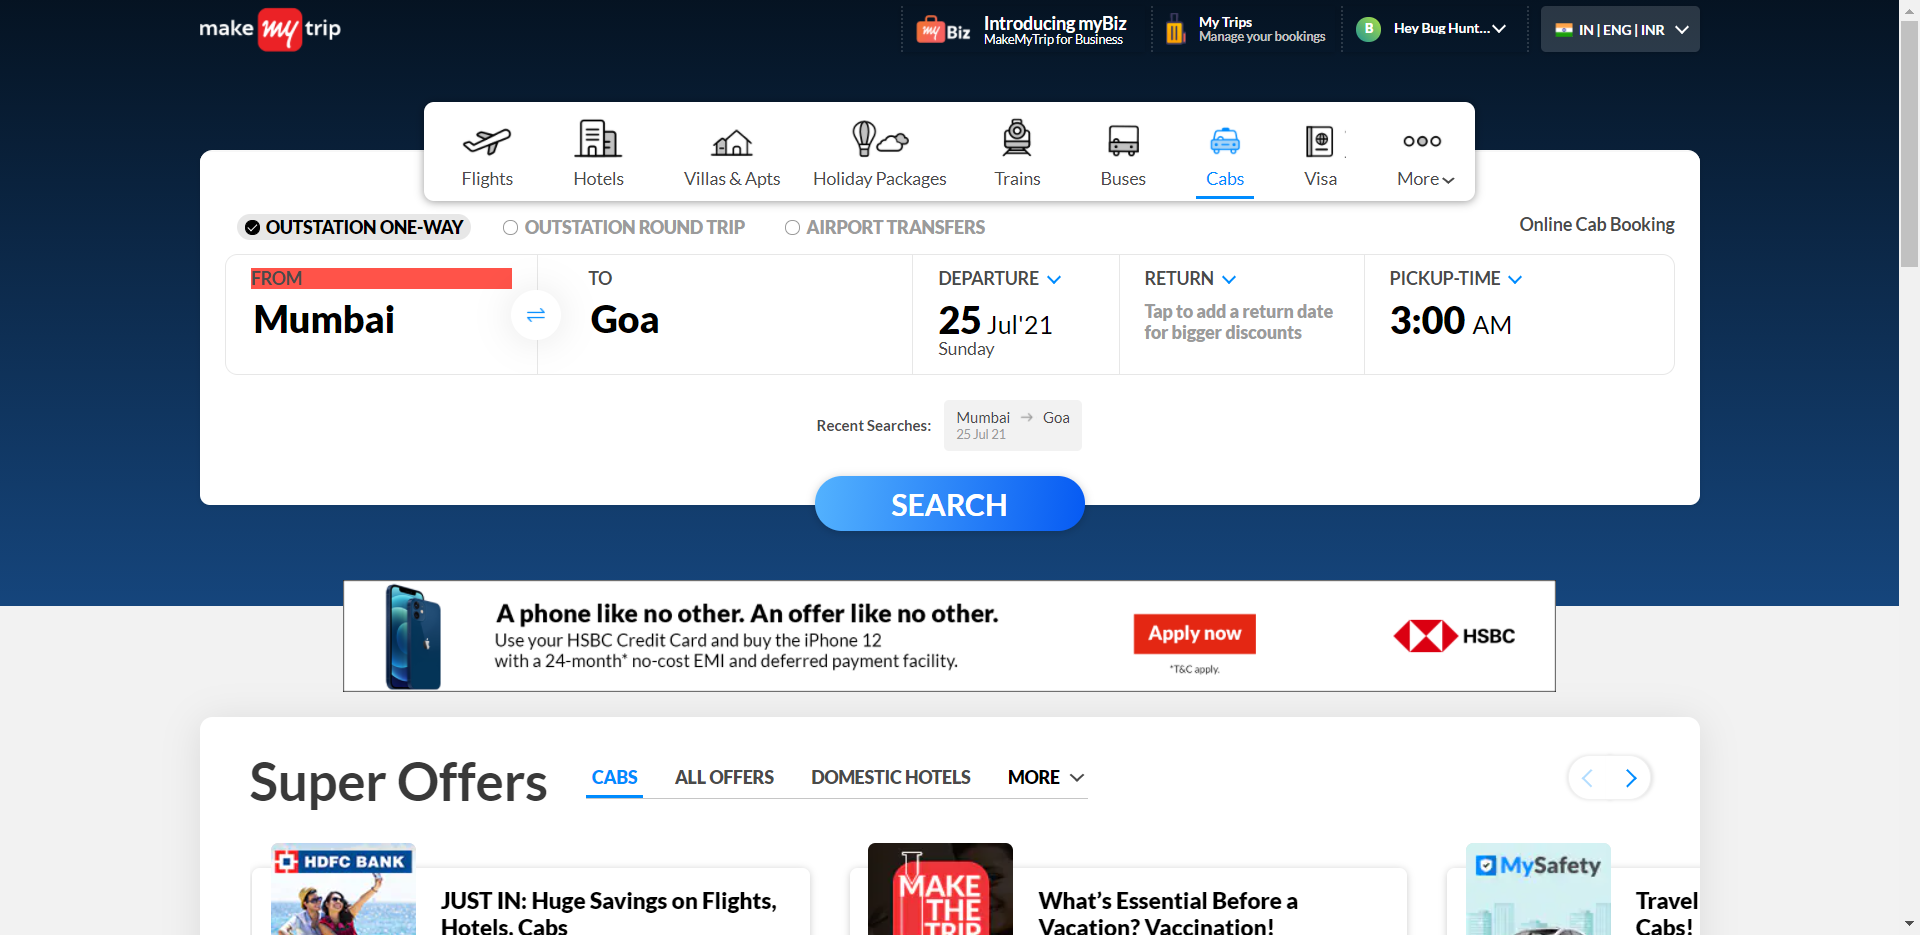 make my trip
my Biz
Introducing myBiz
MakeMyTrip for Business
My Trips
Manage your bookings
B
Hey Bug Hunt...
IN | ENG | INR
Flights
Hotels
Villas & Apts
Holiday Packages
Trains
Buses
Cabs
Visa
More
OUTSTATION ONE-WAY
OUTSTATION ROUND TRIP
AIRPORT TRANSFERS
Online Cab Booking
FROM
Mumbai
TO
Goa
DEPARTURE
25 Jul'21
Sunday
RETURN
Tap to add a return date
for bigger discounts
PICKUP-TIME
3:00 AM
Recent Searches:
Mumbai → Goa
25 Jul 21
SEARCH
A phone like no other. An offer like no other.
Use your HSBC Credit Card and buy the iPhone 12
with a 24-month* no-cost EMI and deferred payment facility.
Apply now
*T&C apply.
HSBC
Super Offers
CABS
ALL OFFERS
DOMESTIC HOTELS
MORE
HDFC BANK
JUST IN: Huge Savings on Flights,
Hotels, Cabs
MAKE
THE
TRIP
What's Essential Before a
Vacation? Vaccination!
MySafety
Travel
Cabs!